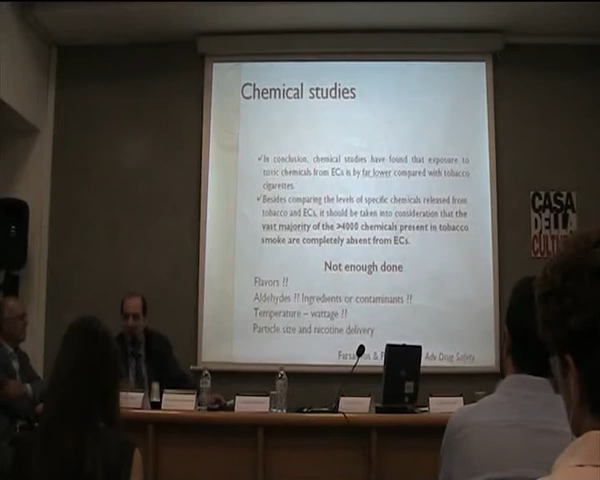 Chemical studies
✓In conclusion, chemical studies have found that exposure to
toxic chemicals from ECs is by far lower compared with tobacco
cigarettes.
✓Besides comparing the levels of specific chemicals released from
tobacco and ECs, it should be taken into consideration that the
vast majority of the >4000 chemicals present in tobacco
smoke are completely absent from ECs.
Not enough done
Flavors !!
Aldehydes !! Ingredients or contaminants !!
Temperature – wattage !!
Particle size and nicotine delivery
& Adv Drug Safety
CASA
DELLA
CULTURA